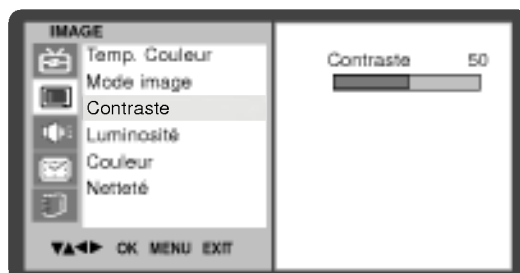 IMAGE
Temp. Couleur
Mode image
Contraste
Luminosité
Couleur
Netteté
▼▲◀▶ OK MENU EXIT
Contraste 50